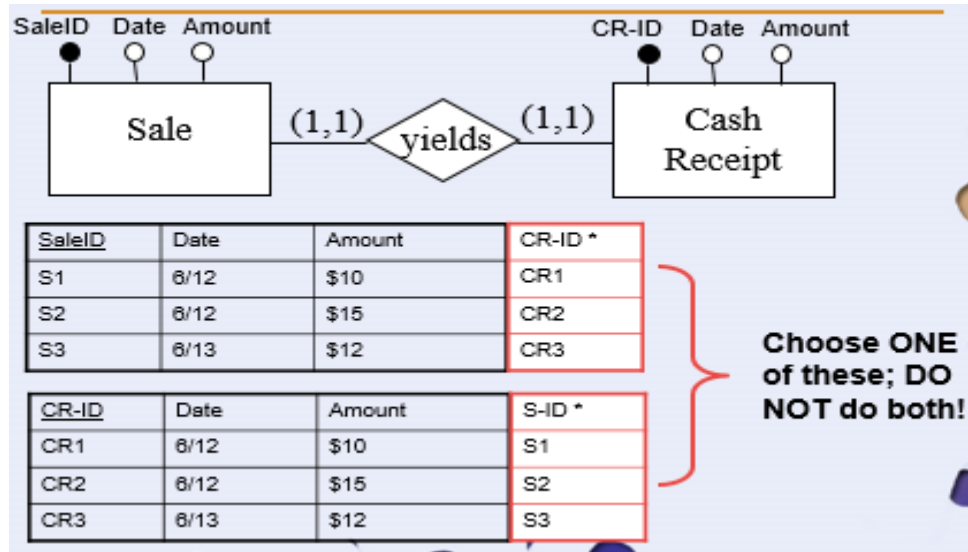 SaleID Date Amount
CR-ID Date Amount
Sale
(1,1)
yields
(1,1)
Cash
Receipt
SaleID Date Amount CR-ID *
S1 6/12 $10 CR1
S2 6/12 $15 CR2
S3 6/13 $12 CR3
CR-ID Date Amount S-ID *
CR1 6/12 $10 S1
CR2 6/12 $15 S2
CR3 6/13 $12 S3
Choose ONE
of these; DO
NOT do both!